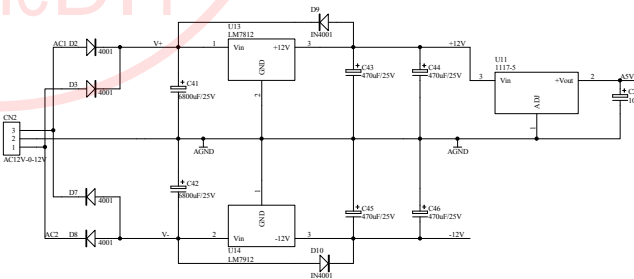 D9
U13
LM7812
IN4001
AC1 D2
4001
V+
1
Vin
+12V
3
+12V
GND
2
U11
1117-5
3
Vin
+Vout
2
A5V
ADJ
1
D3
4001
C41
6800uF/25V
C43
470uF/25V
C44
470uF/25V
CN2
3
2
1
AC12V-0-12V
AGND
AGND
D7
4001
C42
6800uF/25V
1
GND
C45
470uF/25V
C46
470uF/25V
AC2 D8
4001
V-
2
Vin
-12V
3
-12V
U14
LM7912
D10
IN4001